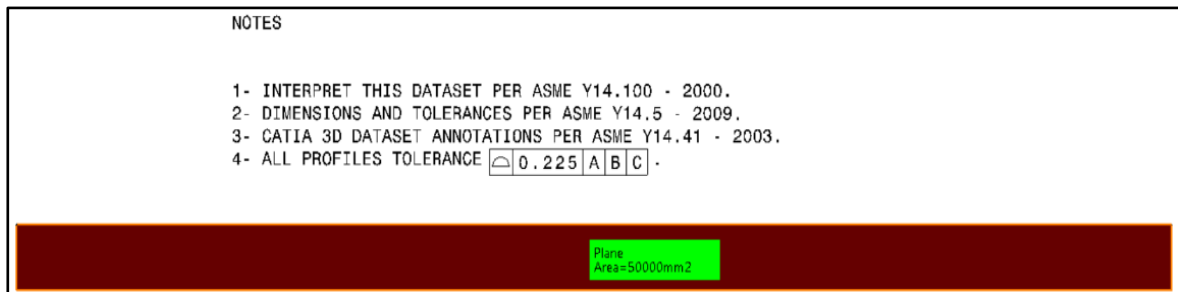 NOTES
1- INTERPRET THIS DATASET PER ASME Y14.100 - 2000.
2- DIMENSIONS AND TOLERANCES PER ASME Y14.5 - 2009.
3- CATIA 3D DATASET ANNOTATIONS PER ASME Y14.41 - 2003.
4- ALL PROFILES TOLERANCE ⌓ 0.225 A B C .
Plane
Area=50000mm2